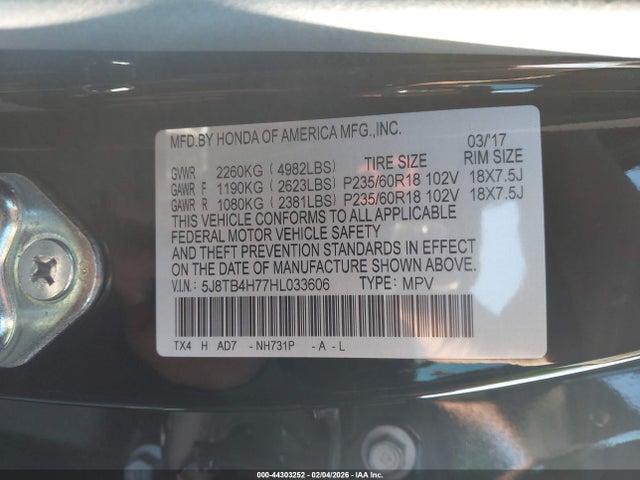 MFD.BY HONDA OF AMERICA MFG.,INC. 03/'17
GVWR 2260KG (4982LBS) TIRE SIZE RIM SIZE
GAWR F 1190KG (2623LBS) P235/60R18 102V 18X7.5J
GAWR R 1080KG (2381LBS) P235/60R18 102V 18X7.5J
THIS VEHICLE CONFORMS TO ALL APPLICABLE
FEDERAL MOTOR VEHICLE SAFETY
AND THEFT PREVENTION STANDARDS IN EFFECT
ON THE DATE OF MANUFACTURE SHOWN ABOVE.
V.I.N: 5J8TB4H77HL033606 TYPE: MPV
TX4 H AD7 -NH731P -A -L
000-44303252 - 02/04/2026 - IAA Inc.